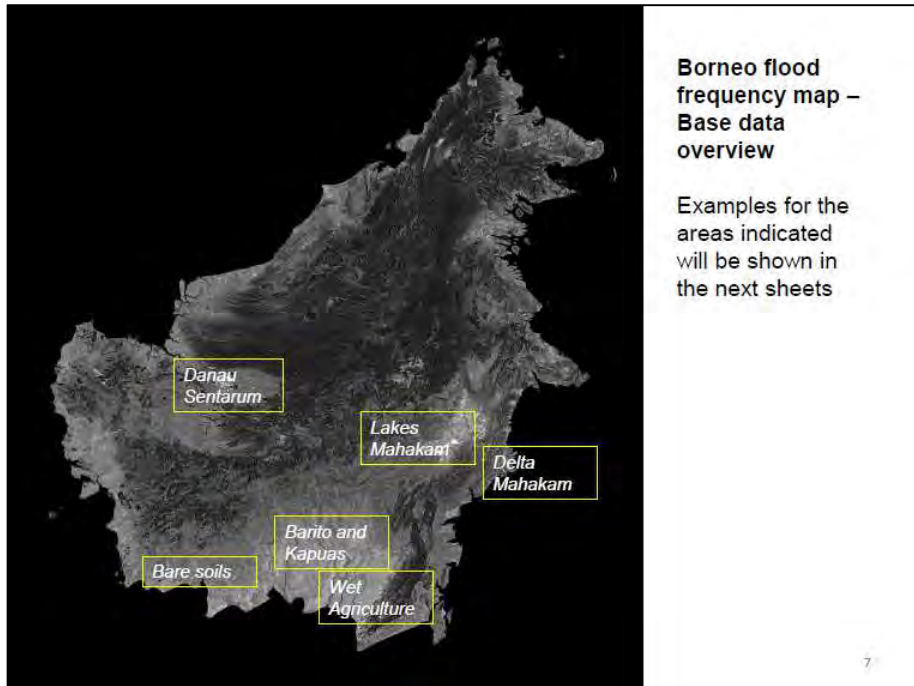 Borneo flood
frequency map –
Base data
overview
Examples for the
areas indicated
will be shown in
the next sheets
Danau
Sentarum
Lakes
Mahakam
Delta
Mahakam
Barito and
Kapuas
Bare soils
Wet
Agriculture
7